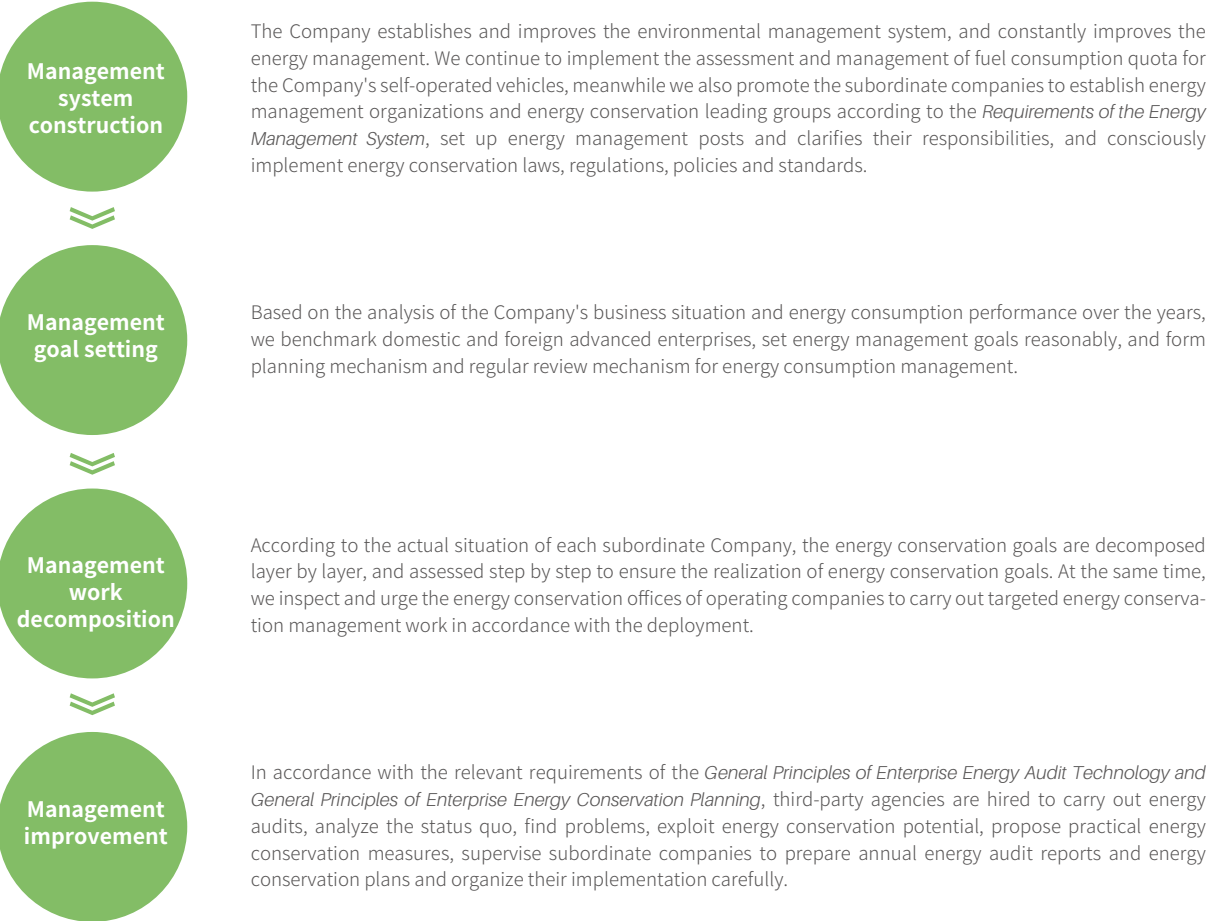 Management
system
construction
The Company establishes and improves the environmental management system, and constantly improves the
energy management. We continue to implement the assessment and management of fuel consumption quota for
the Company's self-operated vehicles, meanwhile we also promote the subordinate companies to establish energy
management organizations and energy conservation leading groups according to the Requirements of the Energy
Management System, set up energy management posts and clarifies their responsibilities, and consciously
implement energy conservation laws, regulations, policies and standards.
Management
goal setting
Based on the analysis of the Company's business situation and energy consumption performance over the years,
we benchmark domestic and foreign advanced enterprises, set energy management goals reasonably, and form
planning mechanism and regular review mechanism for energy consumption management.
Management
work
decomposition
According to the actual situation of each subordinate Company, the energy conservation goals are decomposed
layer by layer, and assessed step by step to ensure the realization of energy conservation goals. At the same time,
we inspect and urge the energy conservation offices of operating companies to carry out targeted energy conserva-
tion management work in accordance with the deployment.
Management
improvement
In accordance with the relevant requirements of the General Principles of Enterprise Energy Audit Technology and
General Principles of Enterprise Energy Conservation Planning, third-party agencies are hired to carry out energy
audits, analyze the status quo, find problems, exploit energy conservation potential, propose practical energy
conservation measures, supervise subordinate companies to prepare annual energy audit reports and energy
conservation plans and organize their implementation carefully.